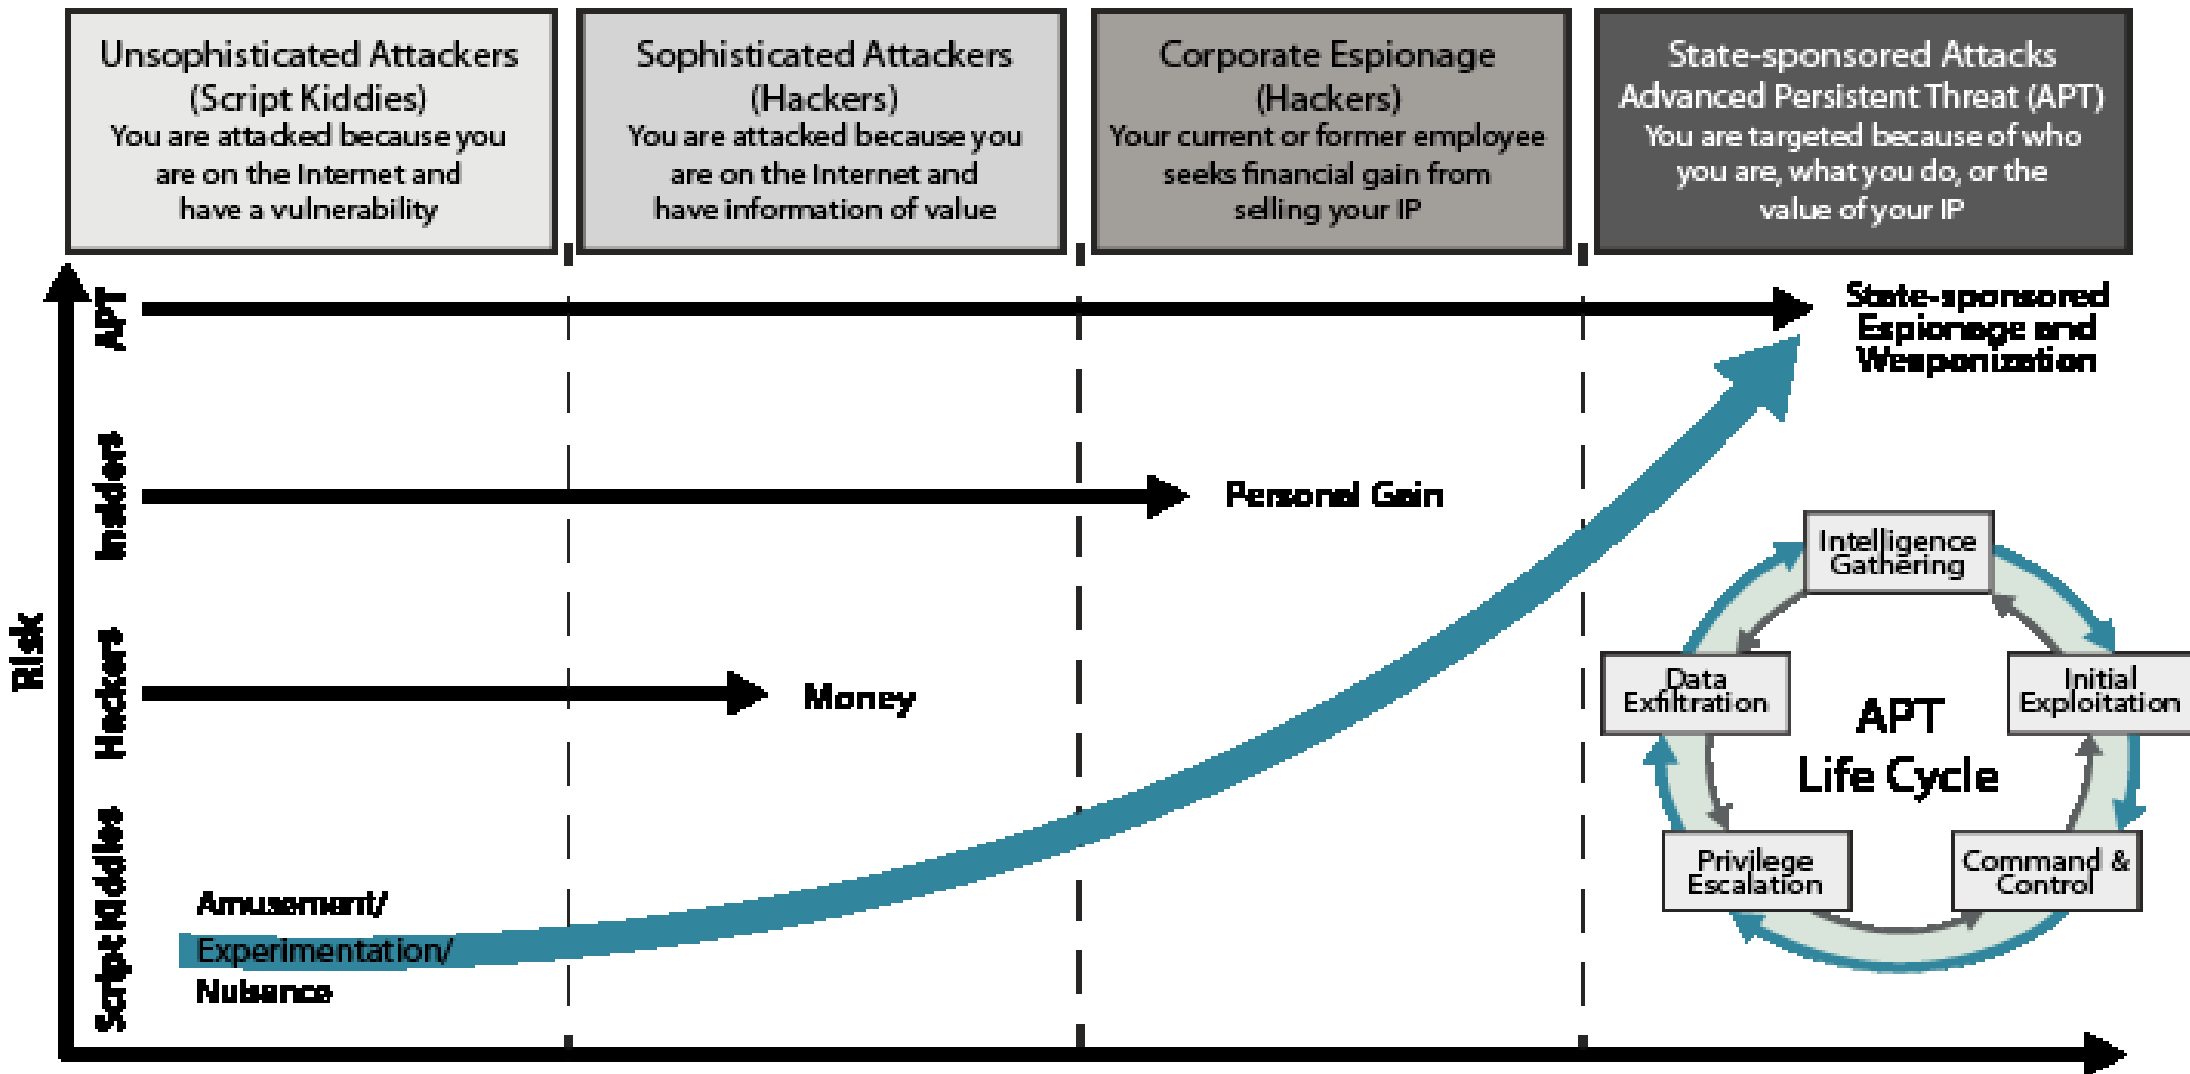 Unsophisticated Attackers
(Script Kiddies)
You are attacked because you
are on the Internet and
have a vulnerability
Sophisticated Attackers
(Hackers)
You are attacked because you
are on the Internet and
have information of value
Corporate Espionage
(Hackers)
Your current or former employee
seeks financial gain from
selling your IP
State-sponsored Attacks
Advanced Persistent Threat (APT)
You are targeted because of who
you are, what you do, or the
value of your IP
Risk
APT
Insiders
Hackers
Script Kiddies
State-sponsored
Espionage and
Weaponization
Personal Gain
Money
Amusement/
Experimentation/
Nuisance
Intelligence
Gathering
Initial
Exploitation
Command &
Control
Privilege
Escalation
Data
Exfiltration
APT
Life Cycle